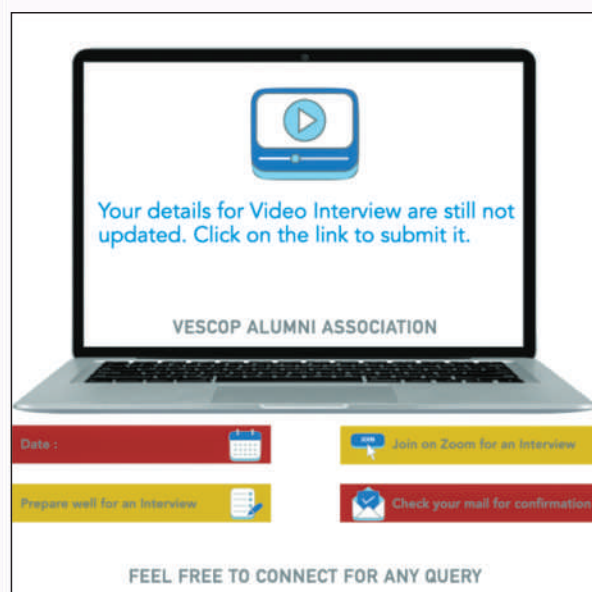 Your details for Video Interview are still not
updated. Click on the link to submit it.
VESCOP ALUMNI ASSOCIATION
Date :
JOIN
Join on Zoom for an Interview
Prepare well for an Interview
Check your mail for confirmation
FEEL FREE TO CONNECT FOR ANY QUERY